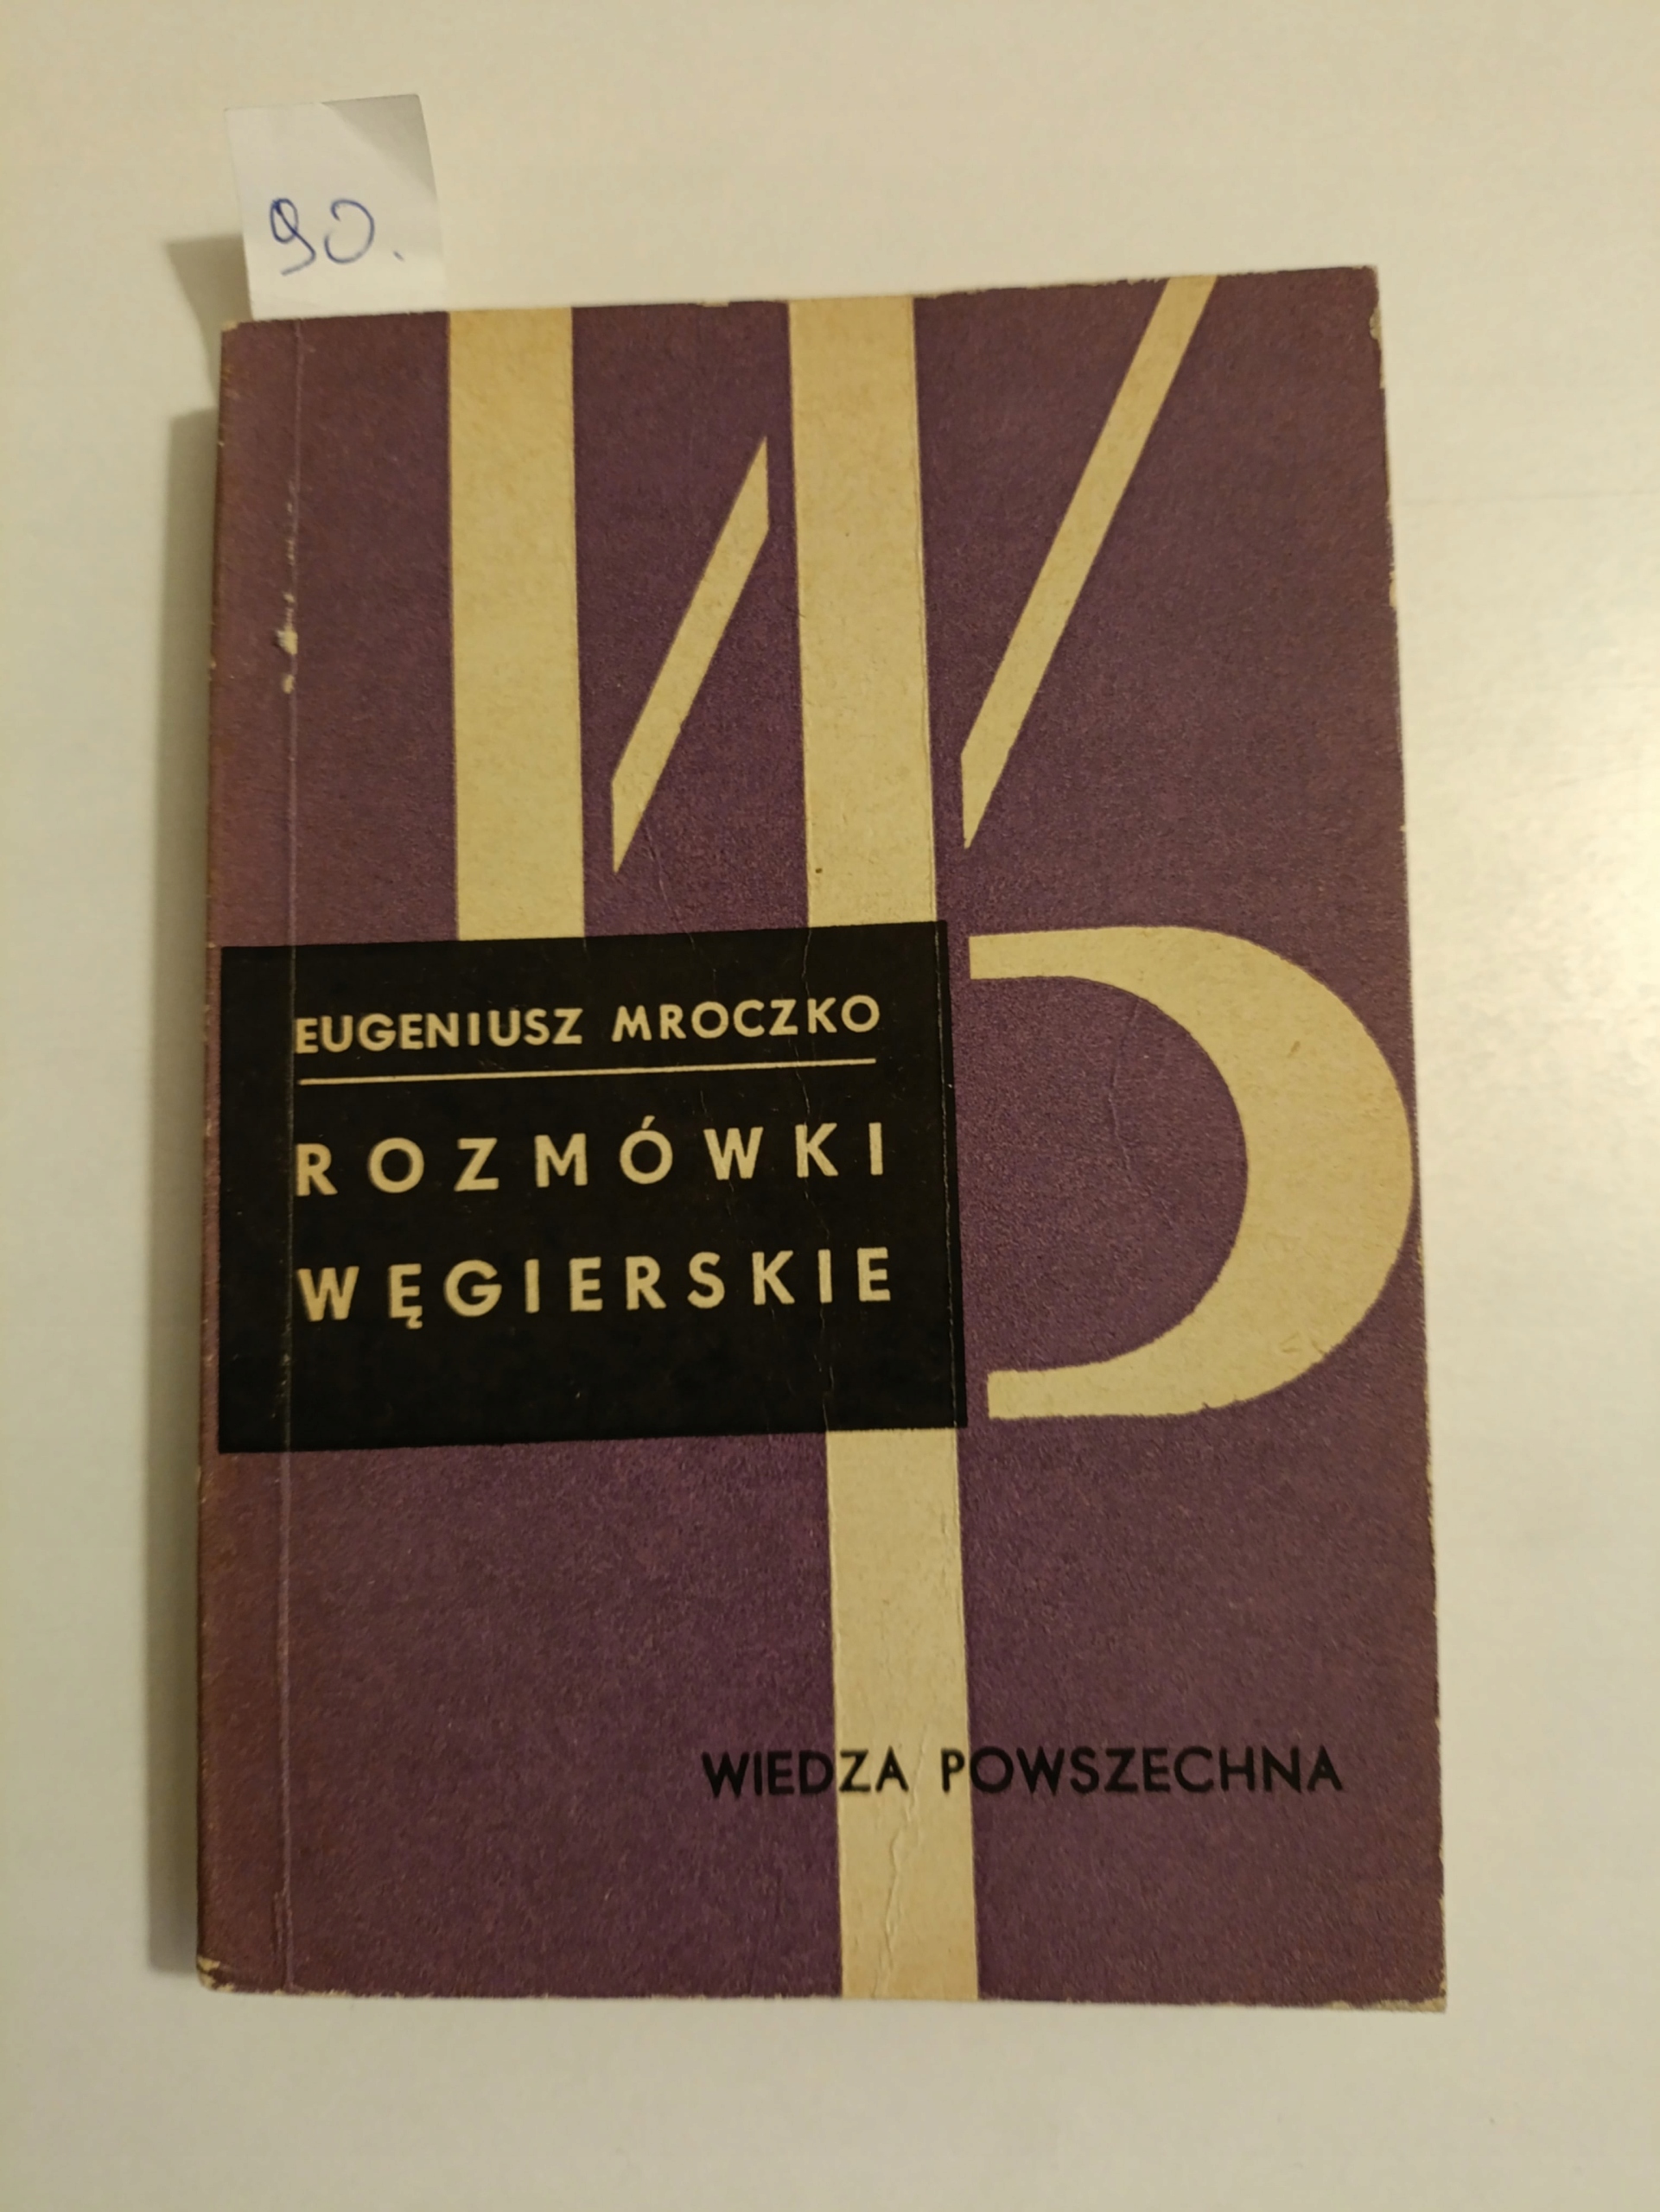 90.
EUGENIUSZ MROCZKO
ROZMÓWKI
WĘGIERSKIE
WIEDZA POWSZECHNA